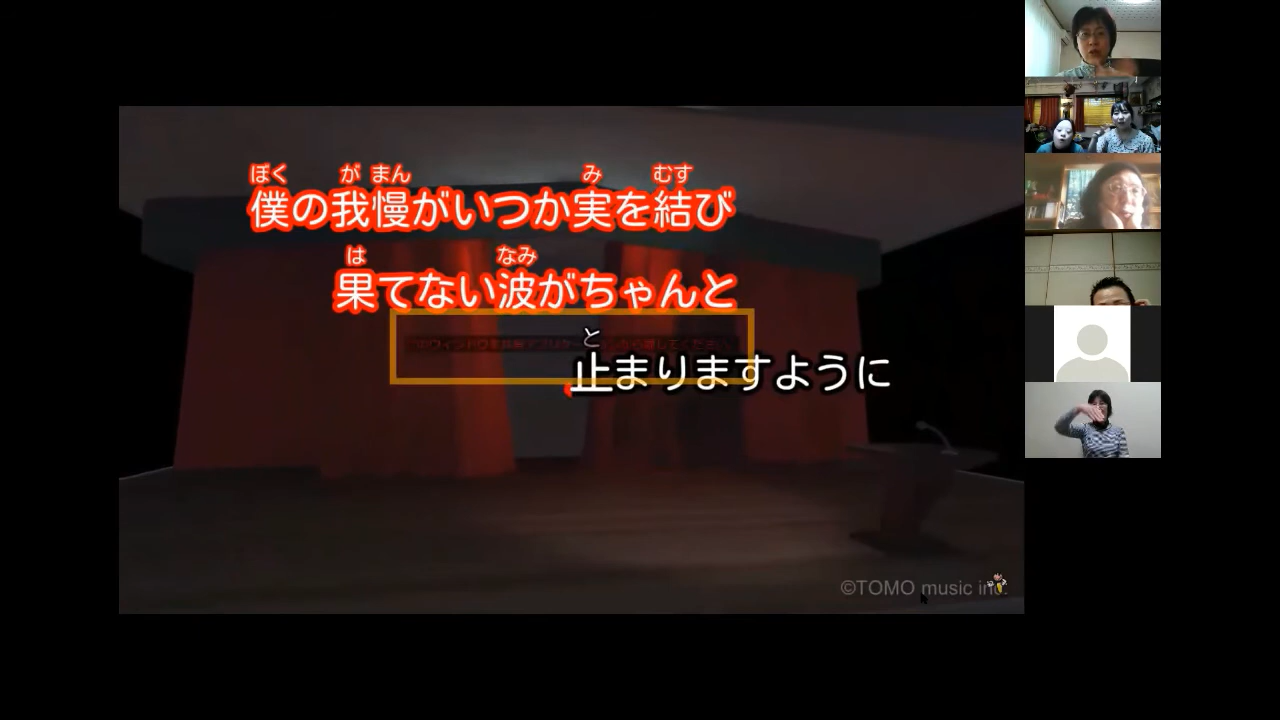 ぼく が まん み むす
僕の我慢がいつか実を結び
は なみ
果てない波がちゃんと
と
止まりますように
©TOMO music inc.